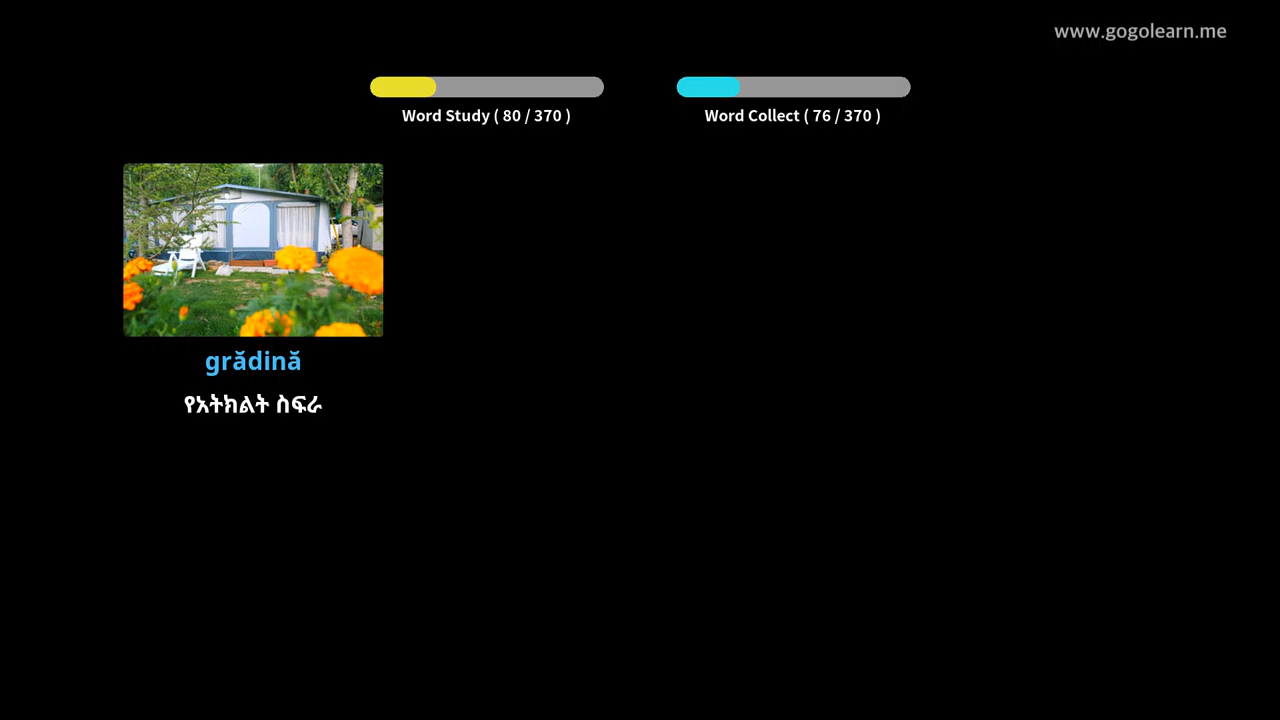 www.gogolearn.me
Word Study ( 80 / 370 )
Word Collect ( 76 / 370 )
grădină
የአትክልት ስፍራ